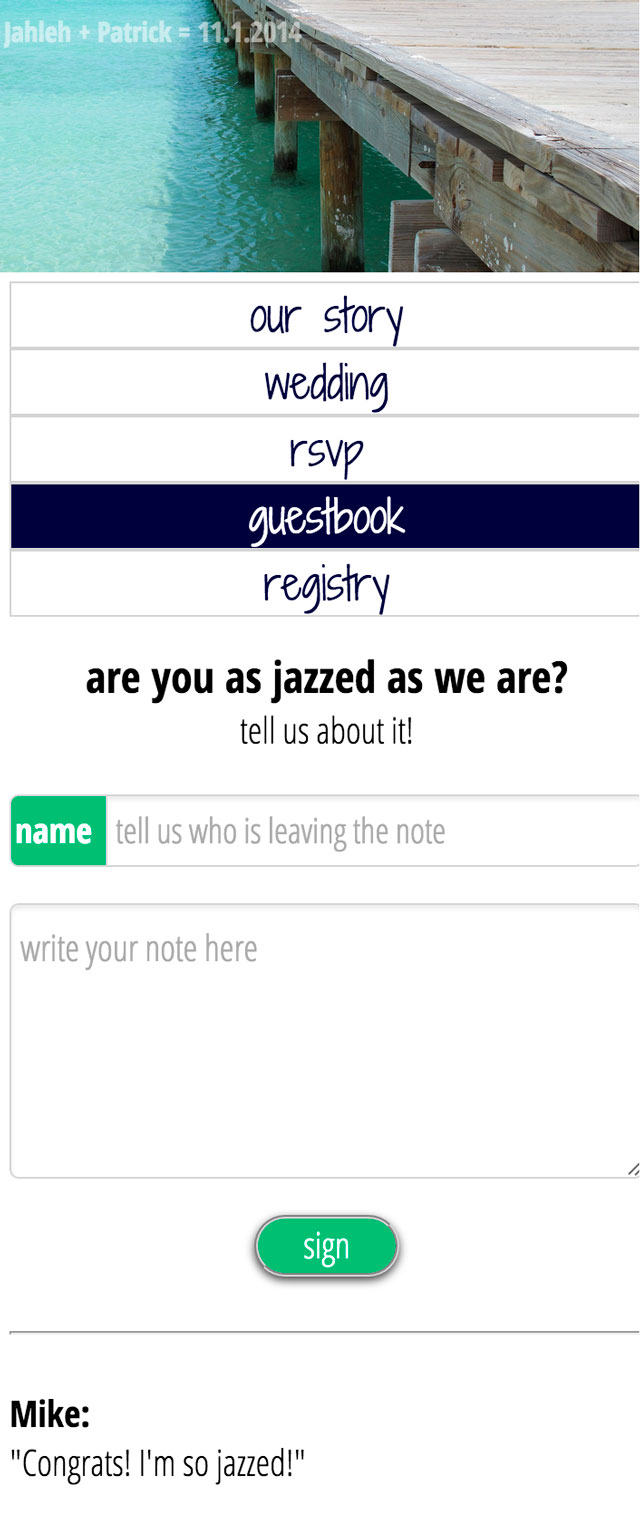 Jahleh + Patrick = 11.1.2014
our story
wedding
rsvp
guestbook
registry
are you as jazzed as we are?
tell us about it!
name tell us who is leaving the note
write your note here
sign
Mike:
"Congrats! I'm so jazzed!"